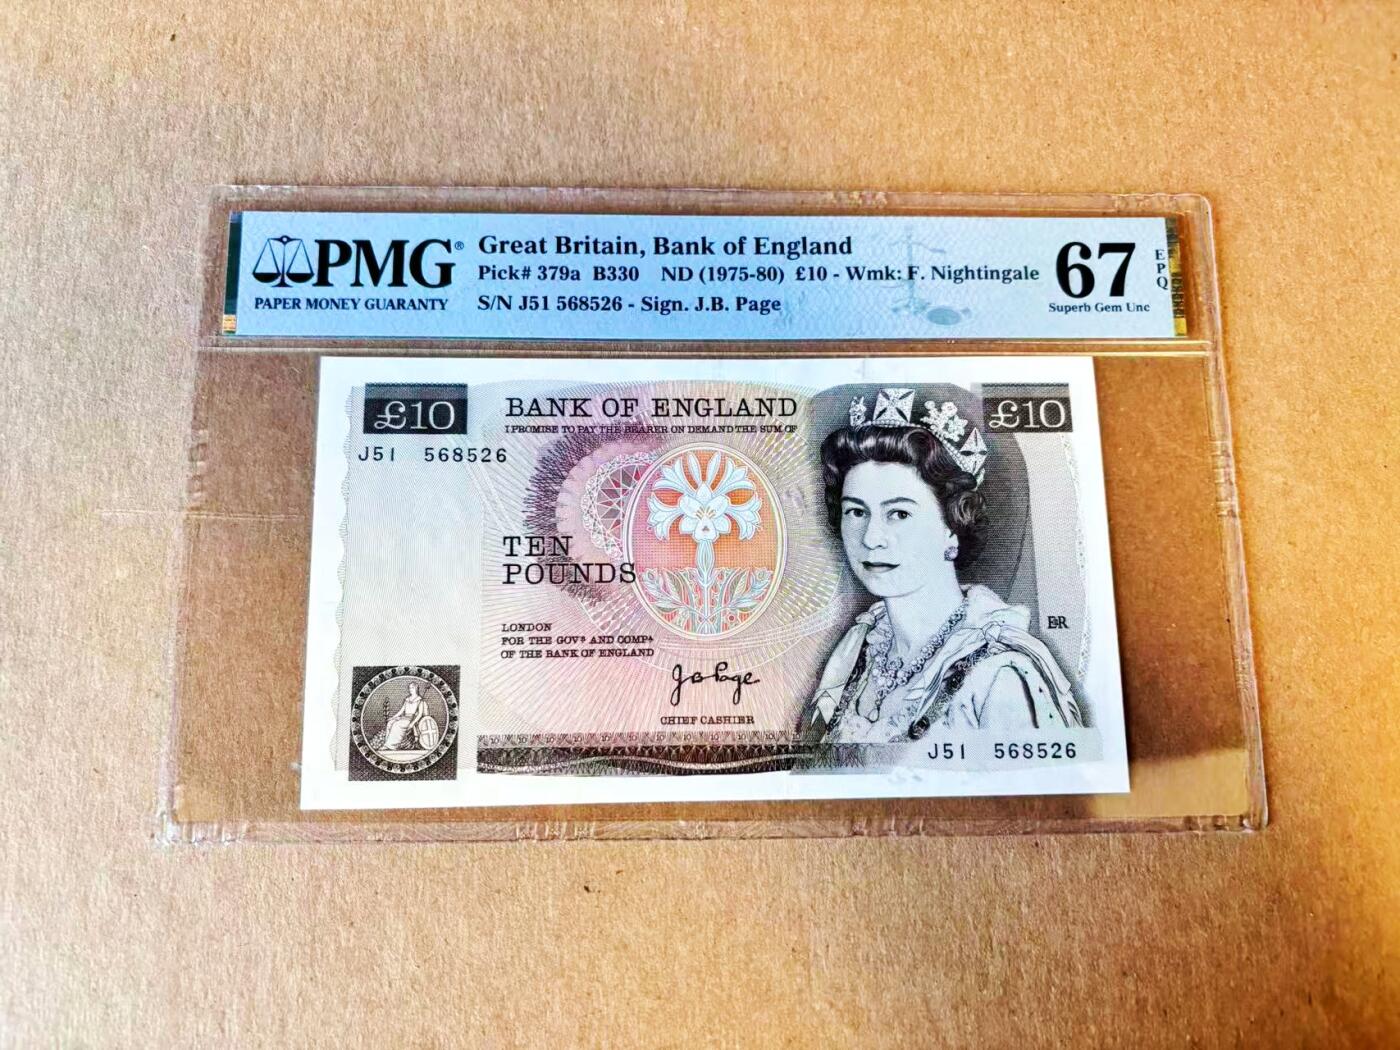 PMG®
PAPER MONEY GUARANTY
Great Britain, Bank of England
Pick# 379a B330 ND (1975-80) £10 - Wmk: F. Nightingale
S/N J51 568526 - Sign. J.B. Page
67
Superb Gem Unc
EPQ
£10
BANK OF ENGLAND
£10
I PROMISE TO PAY THE BEARER ON DEMAND THE SUM OF
J51 568526
TEN
POUNDS
LONDON
FOR THE GOVR AND COMPA
OF THE BANK OF ENGLAND
EIIR
J B Page
CHIEF CASHIER
J51 568526